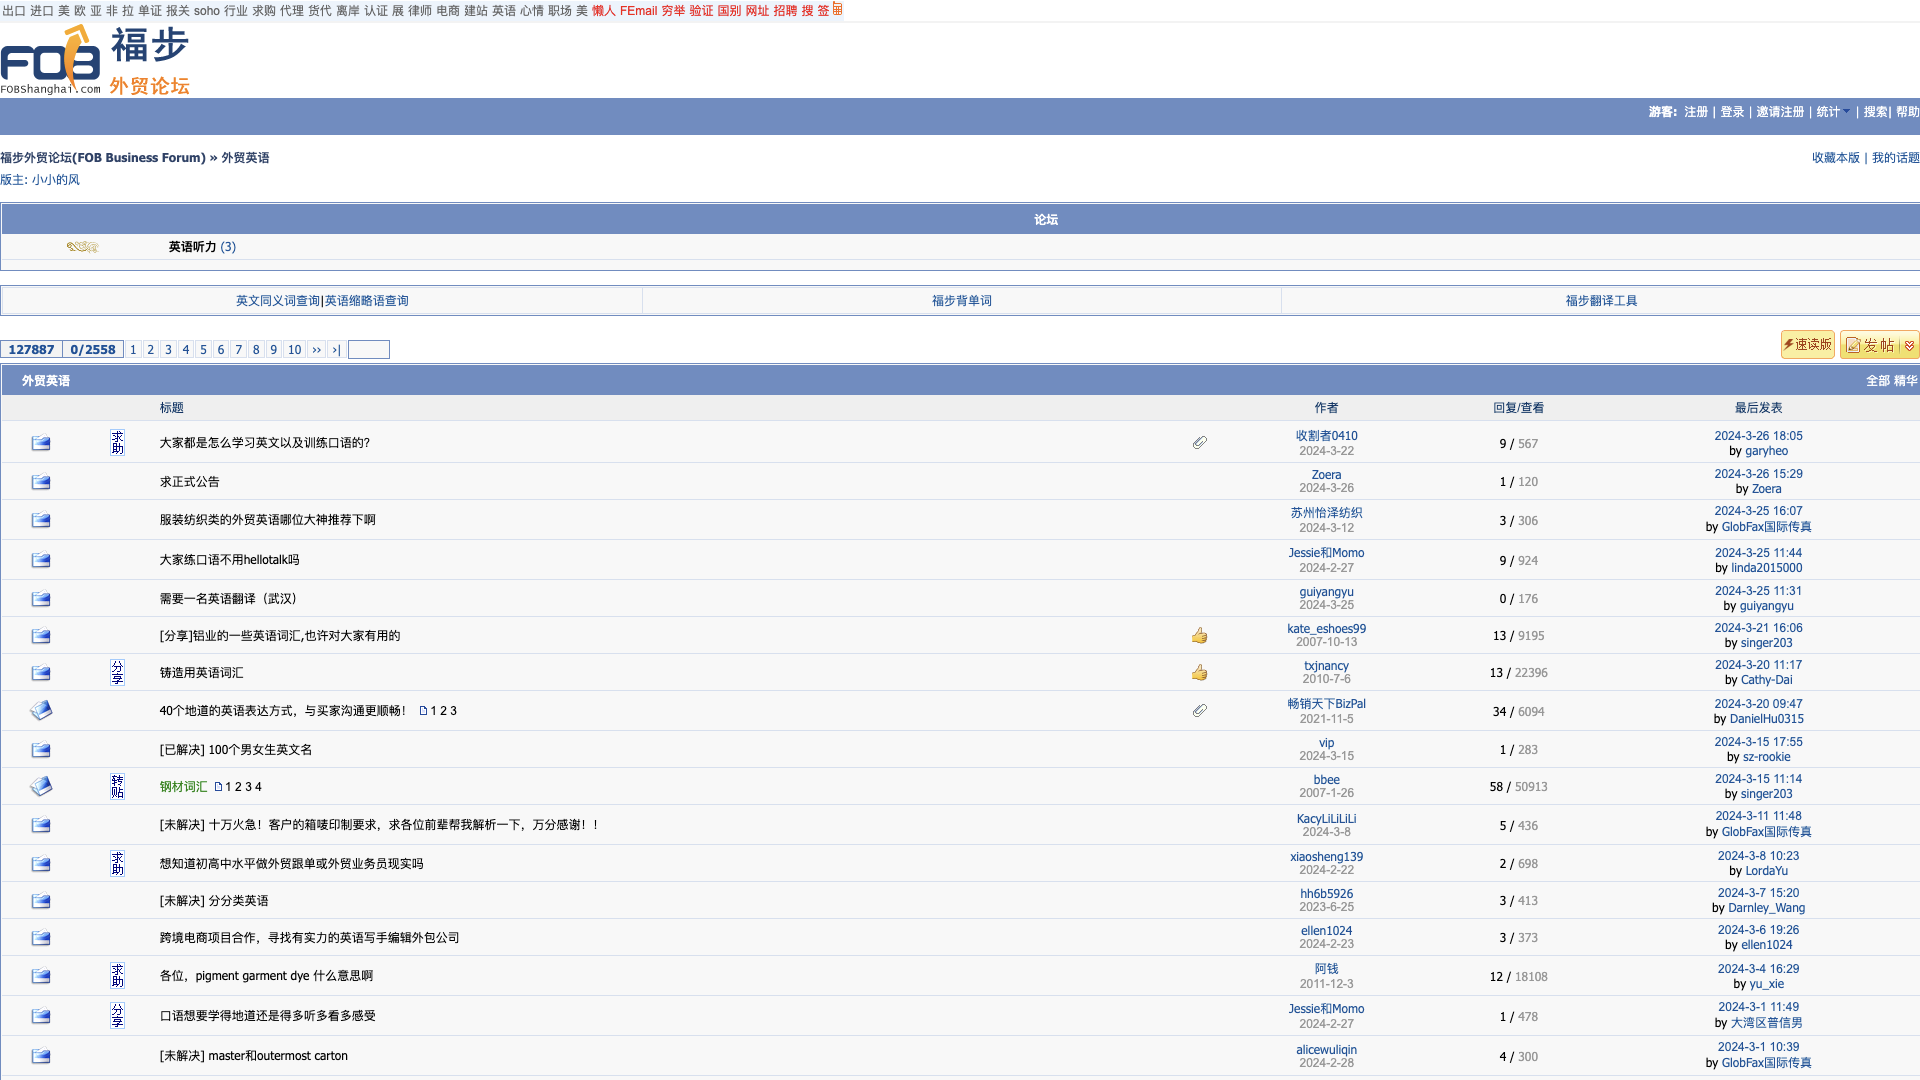 出口 进口 美 欧 亚 非 拉 单证 报关 soho 行业 求购 代理 货代 离岸 认证 展 律师 电商 建站 英语 心情 职场 美 懒人 FEmail 穷举 验证 国别 网址 招聘 搜 签
FOB 福步
FOBShanghai.com 外贸论坛
游客: 注册 | 登录 | 邀请注册 | 统计 | 搜索| 帮助
福步外贸论坛(FOB Business Forum) » 外贸英语 收藏本版 | 我的话题
版主: 小小的风
论坛
英语听力 (3)
英文同义词查询|英语缩略语查询 福步背单词 福步翻译工具
127887 0/2558 1 2 3 4 5 6 7 8 9 10 ›› ›| 速读版 发帖
外贸英语 全部 精华
标题 作者 回复/查看 最后发表
求助 大家都是怎么学习英文以及训练口语的? 收割者0410 2024-3-22 9 / 567 2024-3-26 18:05 by garyheo
求正式公告 Zoera 2024-3-26 1 / 120 2024-3-26 15:29 by Zoera
服装纺织类的外贸英语哪位大神推荐下啊 苏州怡泽纺织 2024-3-12 3 / 306 2024-3-25 16:07 by GlobFax国际传真
大家练口语不用hellotalk吗 Jessie和Momo 2024-2-27 9 / 924 2024-3-25 11:44 by linda2015000
需要一名英语翻译（武汉） guiyangyu 2024-3-25 0 / 176 2024-3-25 11:31 by guiyangyu
[分享]铝业的一些英语词汇,也许对大家有用的 kate_eshoes99 2007-10-13 13 / 9195 2024-3-21 16:06 by singer203
分享 铸造用英语词汇 txjnancy 2010-7-6 13 / 22396 2024-3-20 11:17 by Cathy-Dai
40个地道的英语表达方式，与买家沟通更顺畅！ 1 2 3 畅销天下BizPal 2021-11-5 34 / 6094 2024-3-20 09:47 by DanielHu0315
[已解决] 100个男女生英文名 vip 2024-3-15 1 / 283 2024-3-15 17:55 by sz-rookie
转贴 钢材词汇 1 2 3 4 bbee 2007-1-26 58 / 50913 2024-3-15 11:14 by singer203
[未解决] 十万火急！客户的箱唛印制要求，求各位前辈帮我解析一下，万分感谢！！ KacyLiLiLiLi 2024-3-8 5 / 436 2024-3-11 11:48 by GlobFax国际传真
求助 想知道初高中水平做外贸跟单或外贸业务员现实吗 xiaosheng139 2024-2-22 2 / 698 2024-3-8 10:23 by LordaYu
[未解决] 分分类英语 hh6b5926 2023-6-25 3 / 413 2024-3-7 15:20 by Darnley_Wang
跨境电商项目合作，寻找有实力的英语写手编辑外包公司 ellen1024 2024-2-23 3 / 373 2024-3-6 19:26 by ellen1024
求助 各位，pigment garment dye 什么意思啊 阿钱 2011-12-3 12 / 18108 2024-3-4 16:29 by yu_xie
分享 口语想要学得地道还是得多听多看多感受 Jessie和Momo 2024-2-27 1 / 478 2024-3-1 11:49 by 大湾区普信男
[未解决] master和outermost carton alicewuliqin 2024-2-28 4 / 300 2024-3-1 10:39 by GlobFax国际传真